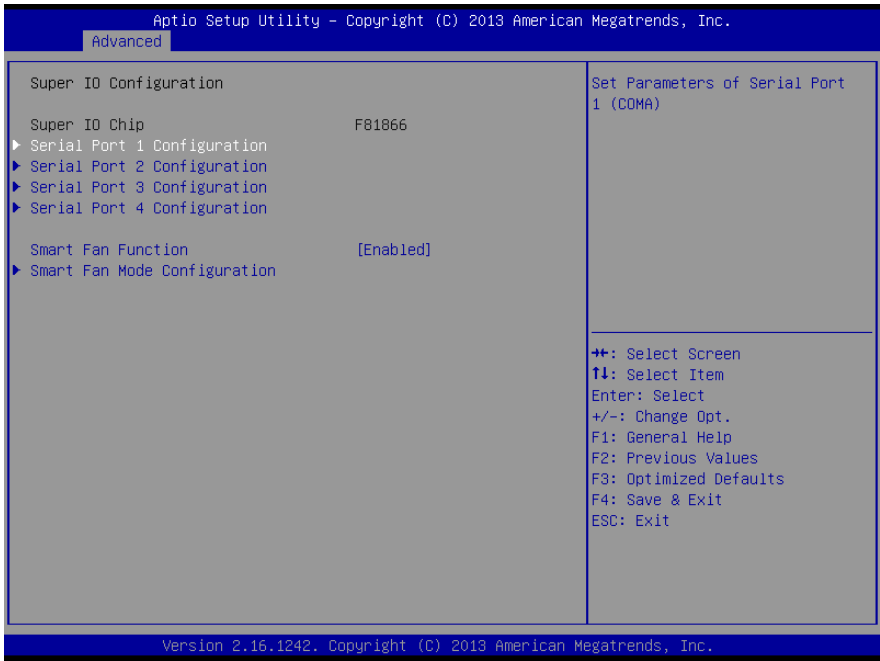 Aptio Setup Utility – Copyright (C) 2013 American Megatrends, Inc.
Advanced
Super IO Configuration
Super IO Chip F81866
Serial Port 1 Configuration
Serial Port 2 Configuration
Serial Port 3 Configuration
Serial Port 4 Configuration
Smart Fan Function [Enabled]
Smart Fan Mode Configuration
Set Parameters of Serial Port
1 (COMA)
→←: Select Screen
↑↓: Select Item
Enter: Select
+/-: Change Opt.
F1: General Help
F2: Previous Values
F3: Optimized Defaults
F4: Save & Exit
ESC: Exit
Version 2.16.1242. Copyright (C) 2013 American Megatrends, Inc.